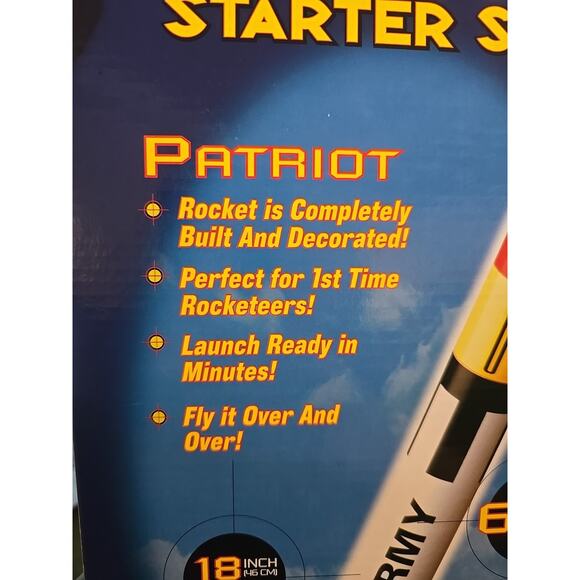 STARTER S
PATRIOT
Rocket is Completely
Built And Decorated!
Perfect for 1st Time
Rocketeers!
Launch Ready in
Minutes!
Fly it Over And
Over!
18 INCH
(46 CM)
6
RMY